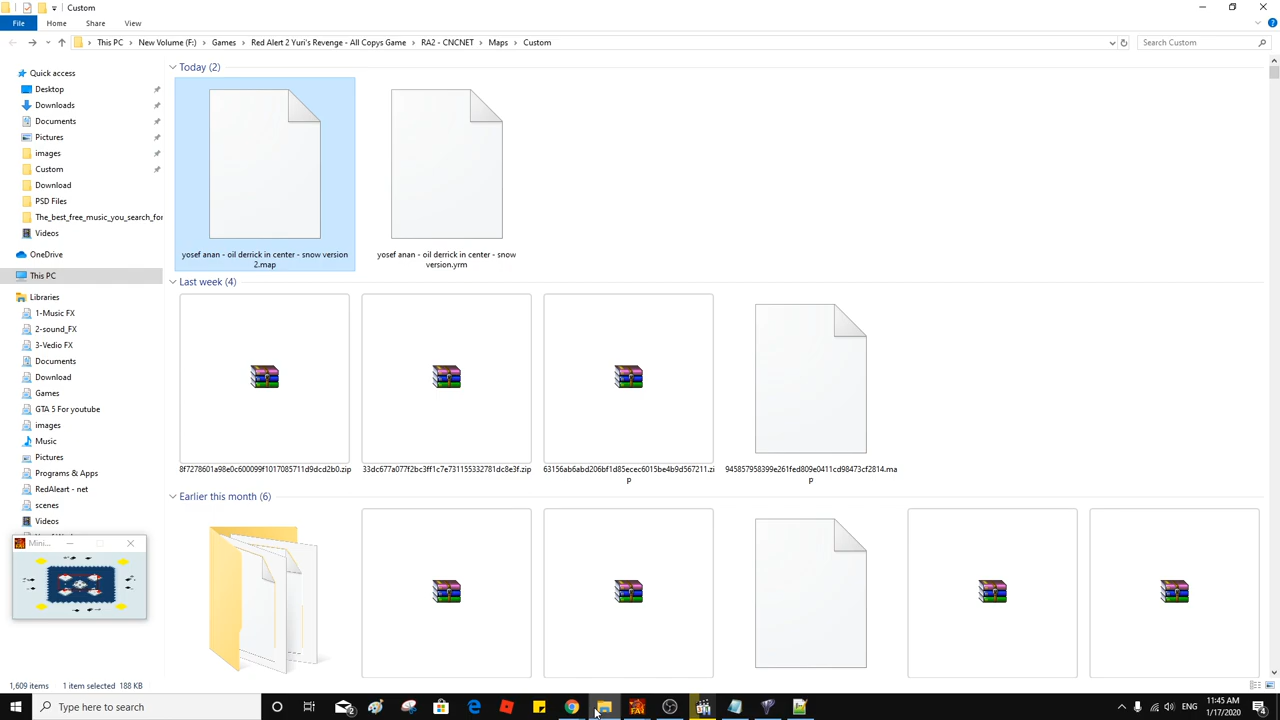 Custom
File Home Share View
This PC New Volume (F:) Games Red Alert 2 Yuri's Revenge - All Copys Game RA2 - CNCNET Maps Custom
Search Custom
Quick access
Desktop
Downloads
Documents
Pictures
images
Custom
Download
PSD Files
The_best_free_music_you_search_for
Videos
OneDrive
This PC
Libraries
1-Music FX
2-sound_FX
3-Vedio FX
Documents
Download
Games
GTA 5 For youtube
images
Music
Pictures
Programs & Apps
RedAleart - net
scenes
Videos
Mini...
Today (2)
yosef anan - oil derrick in center - snow version
2.map
yosef anan - oil derrick in center - snow
version.yrm
Last week (4)
8f7278601a98e0c600099f1017085711d9dcd2b0.zip
33dc677a077f2bc3ff1c7e731155332781dc8e3f.zip
63156ab6abd206bf1d85ecec6015be4b9d567211.zi
p
945857958399e261fed809e0411cd98473cf2814.ma
p
Earlier this month (6)
1,609 items 1 item selected 188 KB
Type here to search
2
11:45 AM
1/17/2020
4